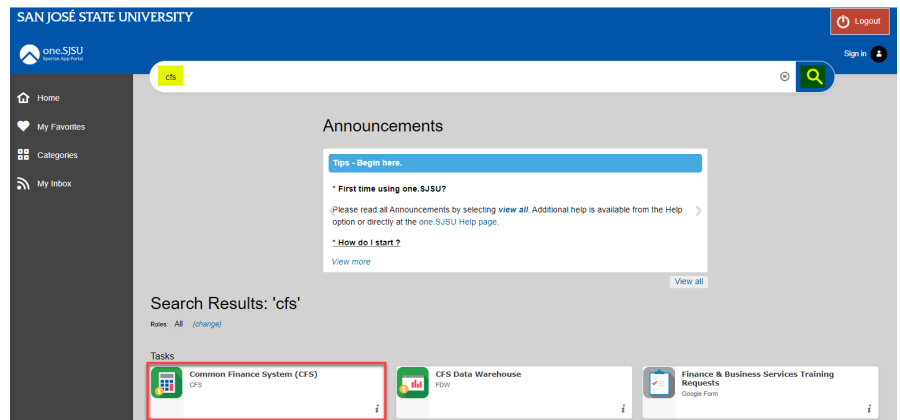 SAN JOSÉ STATE UNIVERSITY
Logout
one.SJSU
Spartan App Portal
Sign in
cfs
Home
My Favorites
Categories
My Inbox
Announcements
Tips - Begin here.
* First time using one.SJSU?
Please read all Announcements by selecting view all. Additional help is available from the Help
option or directly at the one.SJSU Help page.
* How do I start ?
View more
View all
Search Results: 'cfs'
Roles: All (change)
Tasks
Common Finance System (CFS)
CFS
i
CFS Data Warehouse
FDW
i
Finance & Business Services Training
Requests
Google Form
i